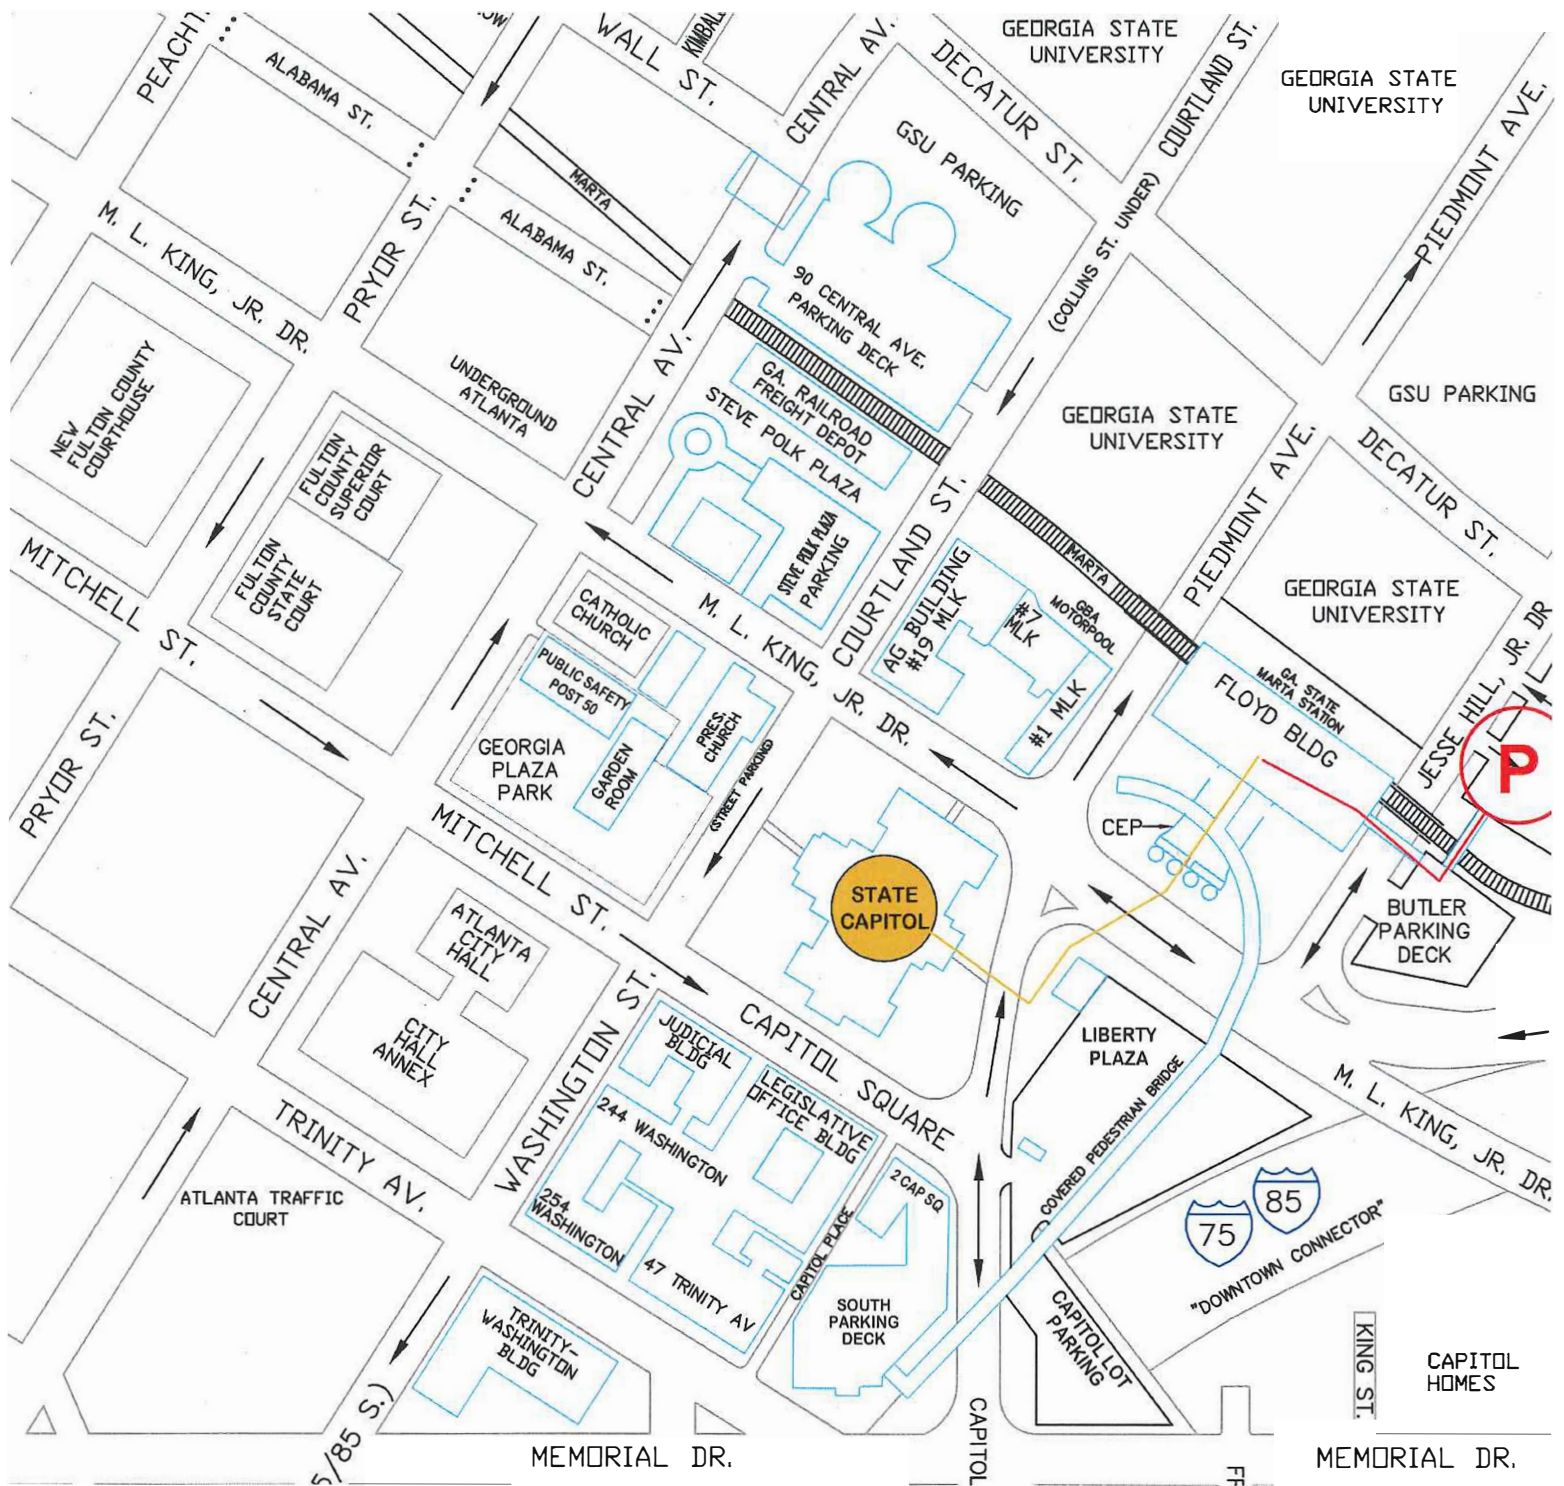 PEACHT
ALABAMA ST.
WALL ST.
KIMBAL
CENTRAL AV.
DECATUR ST.
GEORGIA STATE
UNIVERSITY
(COLLINS ST. UNDER) COURTLAND ST.
GEORGIA STATE
UNIVERSITY
PIEDMONT AVE.
GSU PARKING
MARTA
ALABAMA ST.
PRYOR ST.
M. L. KING, JR. DR.
90 CENTRAL AVE.
PARKING DECK
GA. RAILROAD
FREIGHT DEPOT
STEVE POLK PLAZA
UNDERGROUND
ATLANTA
CENTRAL AV.
NEW
FULTON COUNTY
COURTHOUSE
FULTON
COUNTY
SUPERIOR
COURT
FULTON
COUNTY
STATE
COURT
GEORGIA STATE
UNIVERSITY
GSU PARKING
DECATUR ST.
PIEDMONT AVE.
STEVE POLK PLAZA
PARKING
COURTLAND ST.
MARTA
AG BUILDING
#19 MLK
#7
MLK
GBA
MOTORPOOL
#1 MLK
GEORGIA STATE
UNIVERSITY
JESSE HILL, JR. DR
GA. STATE
MARTA STATION
FLOYD BLDG
P
MITCHELL ST.
CATHOLIC
CHURCH
PUBLIC SAFETY
POST 50
PRES.
CHURCH
GARDEN
ROOM
GEORGIA
PLAZA
PARK
(STREET PARKING)
M. L. KING, JR. DR.
PRYOR ST.
MITCHELL ST.
CEP
STATE
CAPITOL
BUTLER
PARKING
DECK
CENTRAL AV.
ATLANTA
CITY
HALL
CITY
HALL
ANNEX
WASHINGTON ST.
JUDICIAL
BLDG
CAPITOL SQUARE
LEGISLATIVE
OFFICE BLDG
LIBERTY
PLAZA
COVERED PEDESTRIAN BRIDGE
M. L. KING, JR. DR.
TRINITY AV.
244 WASHINGTON
254
WASHINGTON
47 TRINITY AV
CAPITOL PLACE
2 CAP SQ
75
85
"DOWNTOWN CONNECTOR"
ATLANTA TRAFFIC
COURT
SOUTH
PARKING
DECK
CAPITOL LOT
PARKING
TRINITY-
WASHINGTON
BLDG
KING ST.
CAPITOL
HOMES
5/85 S.)
MEMORIAL DR.
CAPITOL
FR
MEMORIAL DR.